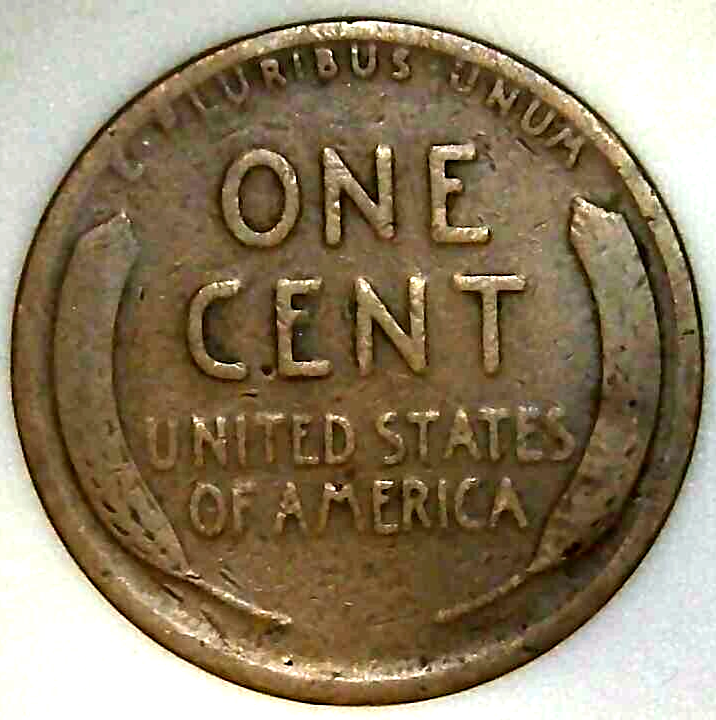 E PLURIBUS UNUM
ONE
CENT
UNITED STATES
OF AMERICA